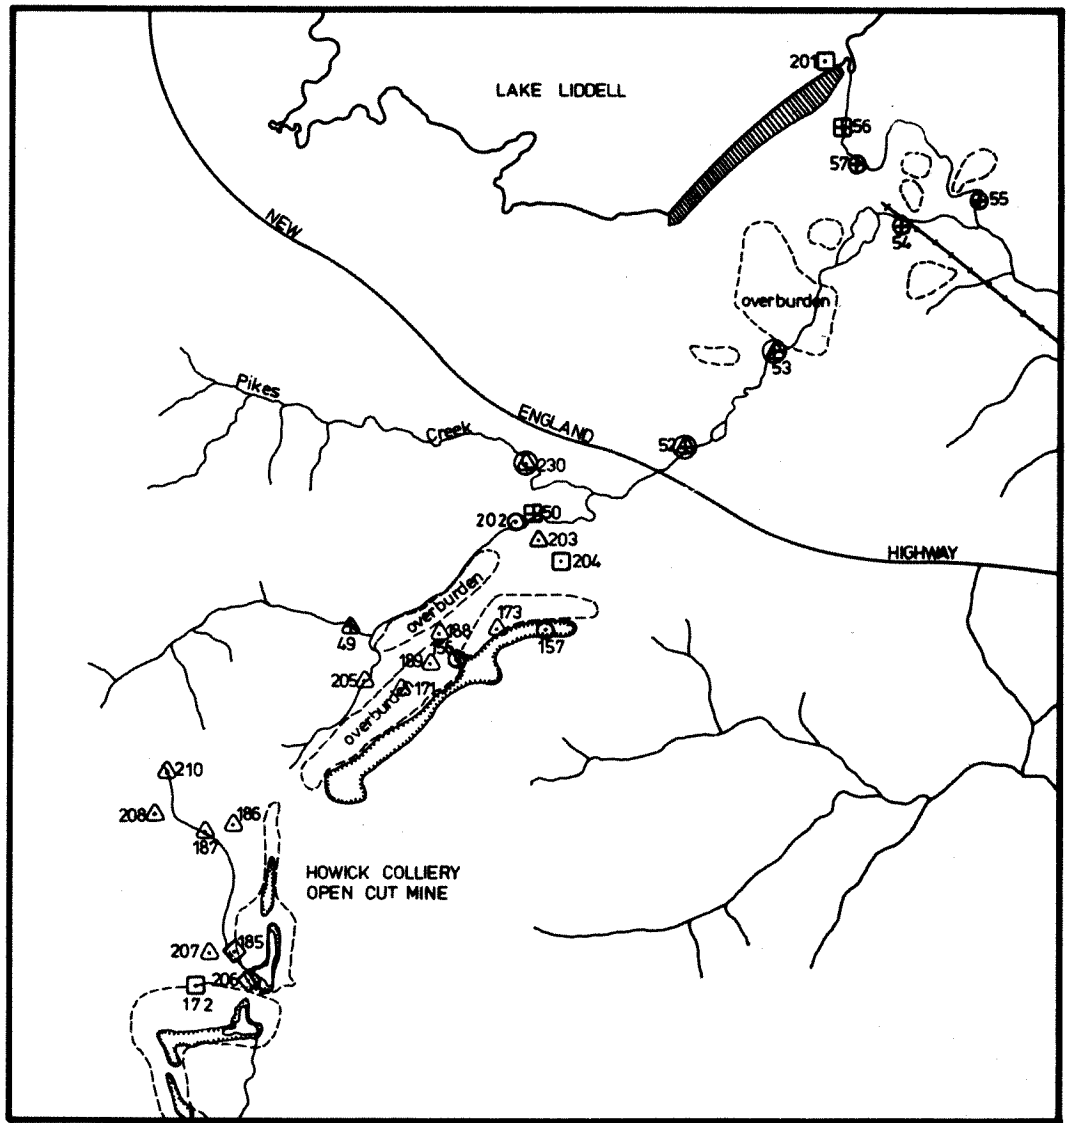 201
LAKE LIDDELL
56
57
55
54
NEW
overburden
53
Pikes
Creek
ENGLAND
52
230
50
202
203
204
HIGHWAY
overburden
173
49
188
156
157
189
205
171
overburden
210
208
186
187
HOWICK COLLIERY
OPEN CUT MINE
185
207
206
172